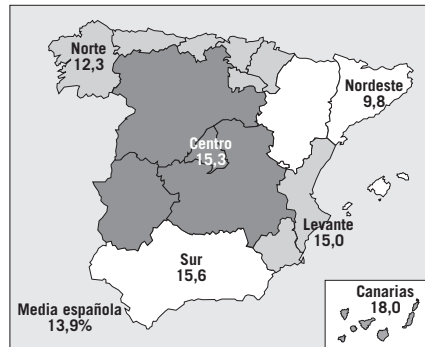 Norte
12,3
Nordeste
9,8
Centro
15,3
Levante
15,0
Sur
15,6
Media española
13,9%
Canarias
18,0